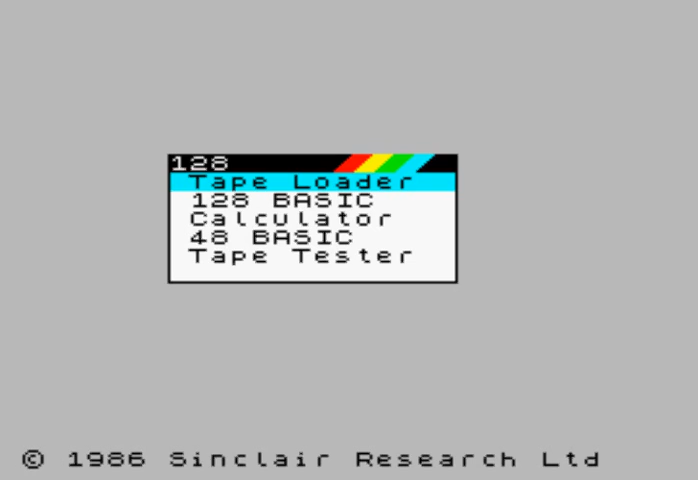 128
Tape Loader
128 BASIC
Calculator
48 BASIC
Tape Tester
© 1986 Sinclair Research Ltd